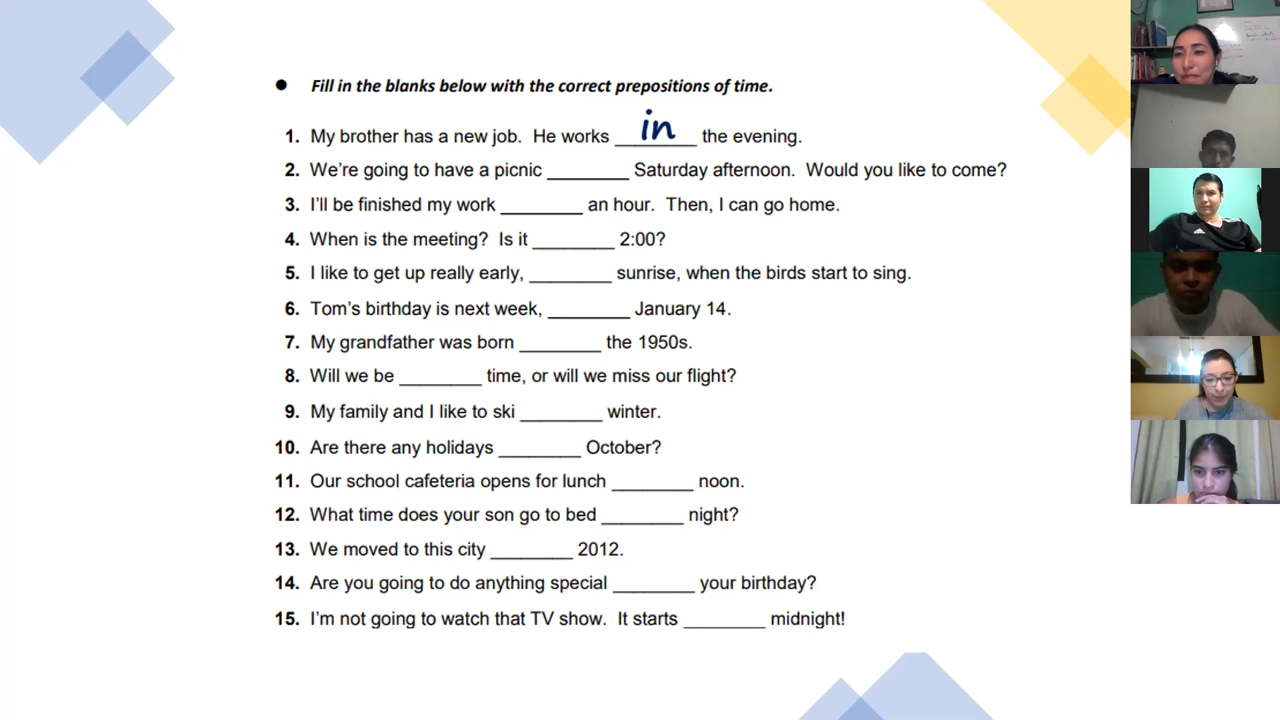 ● Fill in the blanks below with the correct prepositions of time.
1. My brother has a new job. He works in the evening.
2. We're going to have a picnic ________ Saturday afternoon. Would you like to come?
3. I'll be finished my work ________ an hour. Then, I can go home.
4. When is the meeting? Is it ________ 2:00?
5. I like to get up really early, ________ sunrise, when the birds start to sing.
6. Tom's birthday is next week, ________ January 14.
7. My grandfather was born ________ the 1950s.
8. Will we be ________ time, or will we miss our flight?
9. My family and I like to ski ________ winter.
10. Are there any holidays ________ October?
11. Our school cafeteria opens for lunch ________ noon.
12. What time does your son go to bed ________ night?
13. We moved to this city ________ 2012.
14. Are you going to do anything special ________ your birthday?
15. I'm not going to watch that TV show. It starts ________ midnight!